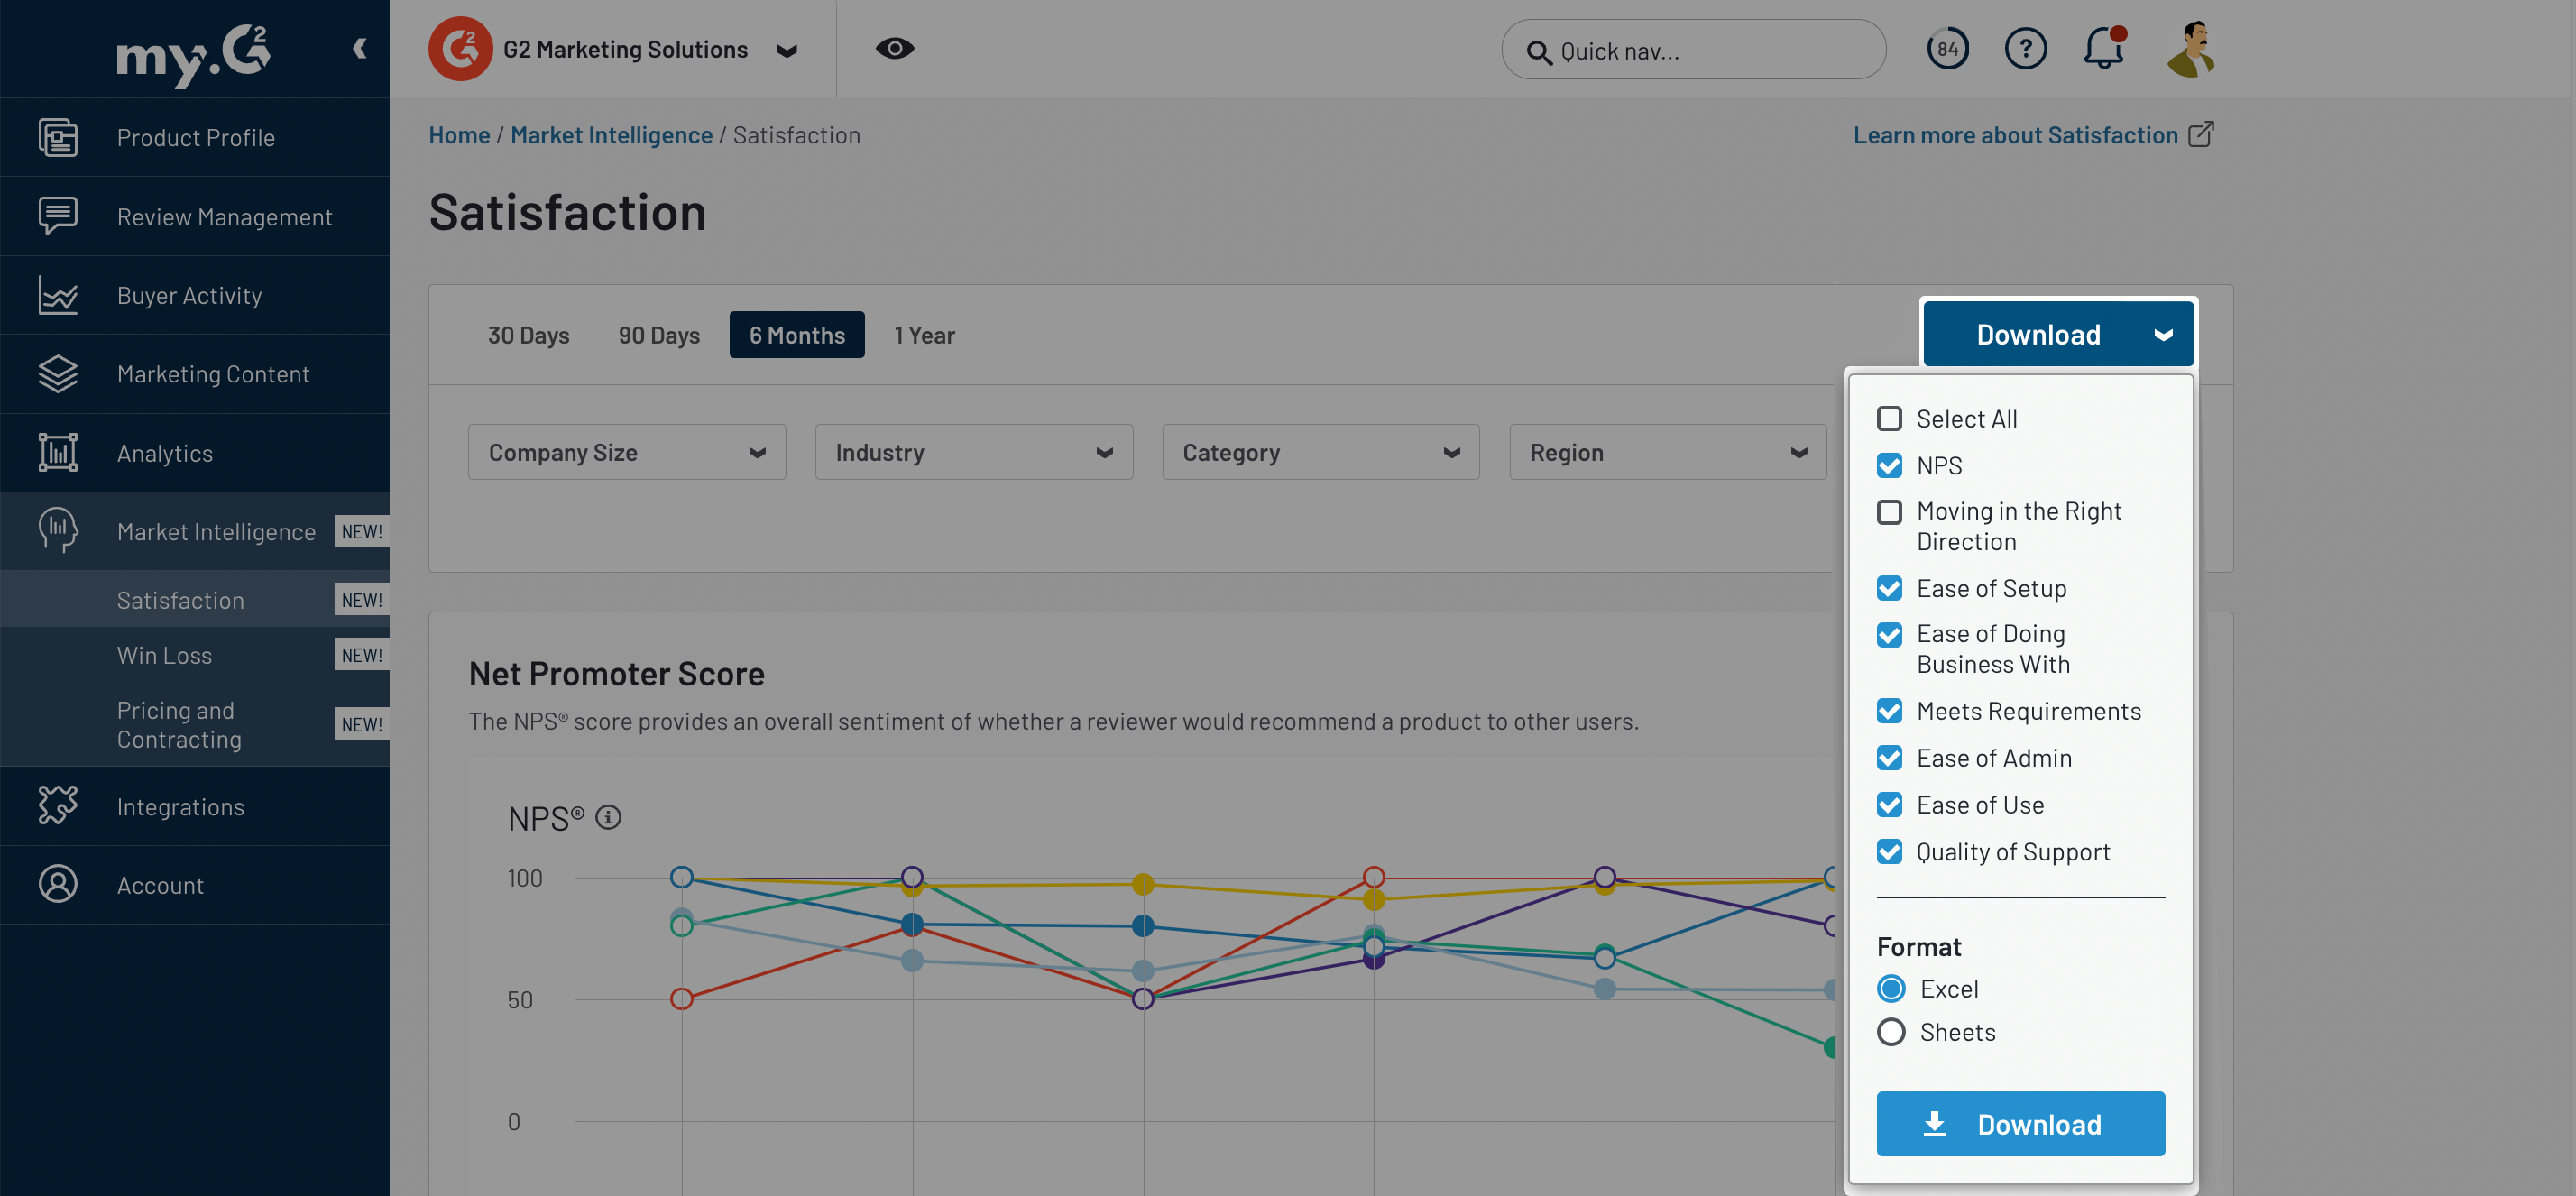 my.G2
G2 Marketing Solutions
Quick nav...
84
?
Product Profile
Review Management
Buyer Activity
Marketing Content
Analytics
Market Intelligence NEW!
Satisfaction NEW!
Win Loss NEW!
Pricing and
Contracting NEW!
Integrations
Account
Home / Market Intelligence / Satisfaction
Learn more about Satisfaction
Satisfaction
30 Days 90 Days 6 Months 1 Year
Download
Company Size Industry Category Region
Select All
NPS
Moving in the Right
Direction
Ease of Setup
Ease of Doing
Business With
Meets Requirements
Ease of Admin
Ease of Use
Quality of Support
Format
Excel
Sheets
Download
Net Promoter Score
The NPS® score provides an overall sentiment of whether a reviewer would recommend a product to other users.
NPS®
100
50
0